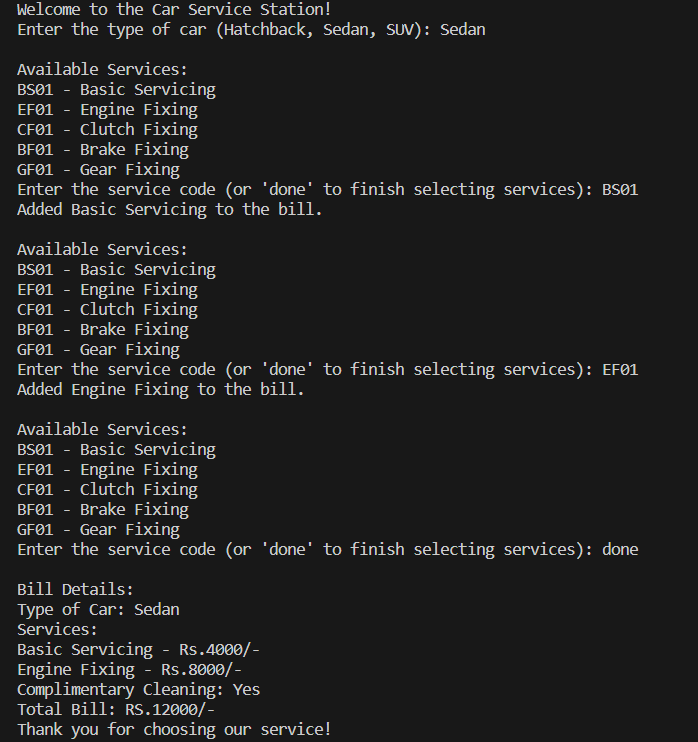 Welcome to the Car Service Station!
Enter the type of car (Hatchback, Sedan, SUV): Sedan
Available Services:
BS01 - Basic Servicing
EF01 - Engine Fixing
CF01 - Clutch Fixing
BF01 - Brake Fixing
GF01 - Gear Fixing
Enter the service code (or 'done' to finish selecting services): BS01
Added Basic Servicing to the bill.
Available Services:
BS01 - Basic Servicing
EF01 - Engine Fixing
CF01 - Clutch Fixing
BF01 - Brake Fixing
GF01 - Gear Fixing
Enter the service code (or 'done' to finish selecting services): EF01
Added Engine Fixing to the bill.
Available Services:
BS01 - Basic Servicing
EF01 - Engine Fixing
CF01 - Clutch Fixing
BF01 - Brake Fixing
GF01 - Gear Fixing
Enter the service code (or 'done' to finish selecting services): done
Bill Details:
Type of Car: Sedan
Services:
Basic Servicing - Rs.4000/-
Engine Fixing - Rs.8000/-
Complimentary Cleaning: Yes
Total Bill: RS.12000/-
Thank you for choosing our service!